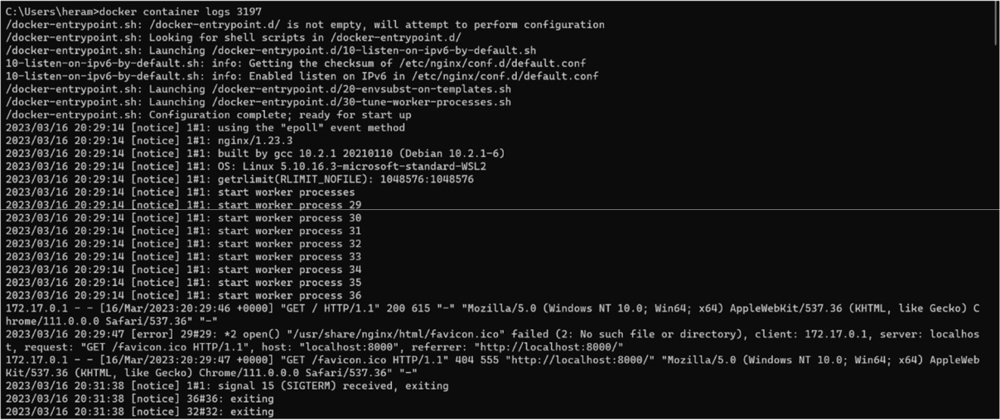 C:\Users\heram>docker container logs 3197
/docker-entrypoint.sh: /docker-entrypoint.d/ is not empty, will attempt to perform configuration
/docker-entrypoint.sh: Looking for shell scripts in /docker-entrypoint.d/
/docker-entrypoint.sh: Launching /docker-entrypoint.d/10-listen-on-ipv6-by-default.sh
10-listen-on-ipv6-by-default.sh: info: Getting the checksum of /etc/nginx/conf.d/default.conf
10-listen-on-ipv6-by-default.sh: info: Enabled listen on IPv6 in /etc/nginx/conf.d/default.conf
/docker-entrypoint.sh: Launching /docker-entrypoint.d/20-envsubst-on-templates.sh
/docker-entrypoint.sh: Launching /docker-entrypoint.d/30-tune-worker-processes.sh
/docker-entrypoint.sh: Configuration complete; ready for start up
2023/03/16 20:29:14 [notice] 1#1: using the "epoll" event method
2023/03/16 20:29:14 [notice] 1#1: nginx/1.23.3
2023/03/16 20:29:14 [notice] 1#1: built by gcc 10.2.1 20210110 (Debian 10.2.1-6)
2023/03/16 20:29:14 [notice] 1#1: OS: Linux 5.10.16.3-microsoft-standard-WSL2
2023/03/16 20:29:14 [notice] 1#1: getrlimit(RLIMIT_NOFILE): 1048576:1048576
2023/03/16 20:29:14 [notice] 1#1: start worker processes
2023/03/16 20:29:14 [notice] 1#1: start worker process 29
2023/03/16 20:29:14 [notice] 1#1: start worker process 30
2023/03/16 20:29:14 [notice] 1#1: start worker process 31
2023/03/16 20:29:14 [notice] 1#1: start worker process 32
2023/03/16 20:29:14 [notice] 1#1: start worker process 33
2023/03/16 20:29:14 [notice] 1#1: start worker process 34
2023/03/16 20:29:14 [notice] 1#1: start worker process 35
2023/03/16 20:29:14 [notice] 1#1: start worker process 36
172.17.0.1 - - [16/Mar/2023:20:29:46 +0000] "GET / HTTP/1.1" 200 615 "-" "Mozilla/5.0 (Windows NT 10.0; Win64; x64) AppleWebKit/537.36 (KHTML, like Gecko) C
hrome/111.0.0.0 Safari/537.36" "-"
2023/03/16 20:29:47 [error] 29#29: *2 open() "/usr/share/nginx/html/favicon.ico" failed (2: No such file or directory), client: 172.17.0.1, server: localhos
t, request: "GET /favicon.ico HTTP/1.1", host: "localhost:8000", referrer: "http://localhost:8000/"
172.17.0.1 - - [16/Mar/2023:20:29:47 +0000] "GET /favicon.ico HTTP/1.1" 404 555 "http://localhost:8000/" "Mozilla/5.0 (Windows NT 10.0; Win64; x64) AppleWeb
Kit/537.36 (KHTML, like Gecko) Chrome/111.0.0.0 Safari/537.36" "-"
2023/03/16 20:31:38 [notice] 1#1: signal 15 (SIGTERM) received, exiting
2023/03/16 20:31:38 [notice] 36#36: exiting
2023/03/16 20:31:38 [notice] 32#32: exiting